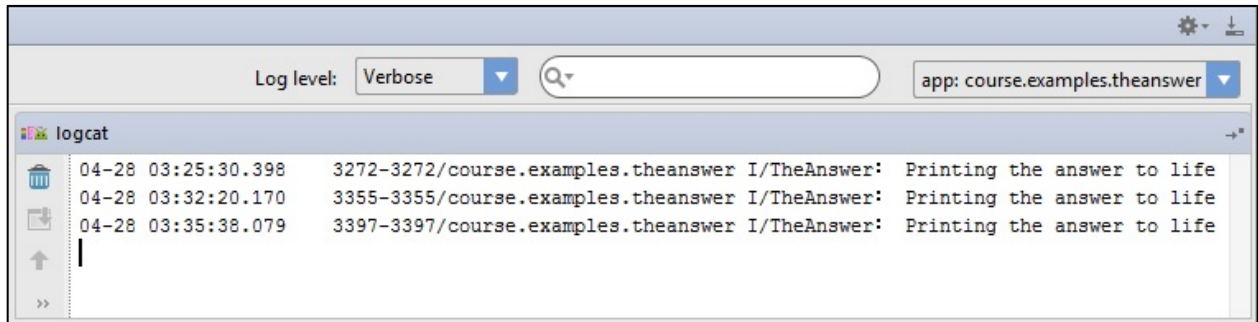 Log level: Verbose app: course.examples.theanswer
logcat
04-28 03:25:30.398 3272-3272/course.examples.theanswer I/TheAnswer: Printing the answer to life
04-28 03:32:20.170 3355-3355/course.examples.theanswer I/TheAnswer: Printing the answer to life
04-28 03:35:38.079 3397-3397/course.examples.theanswer I/TheAnswer: Printing the answer to life